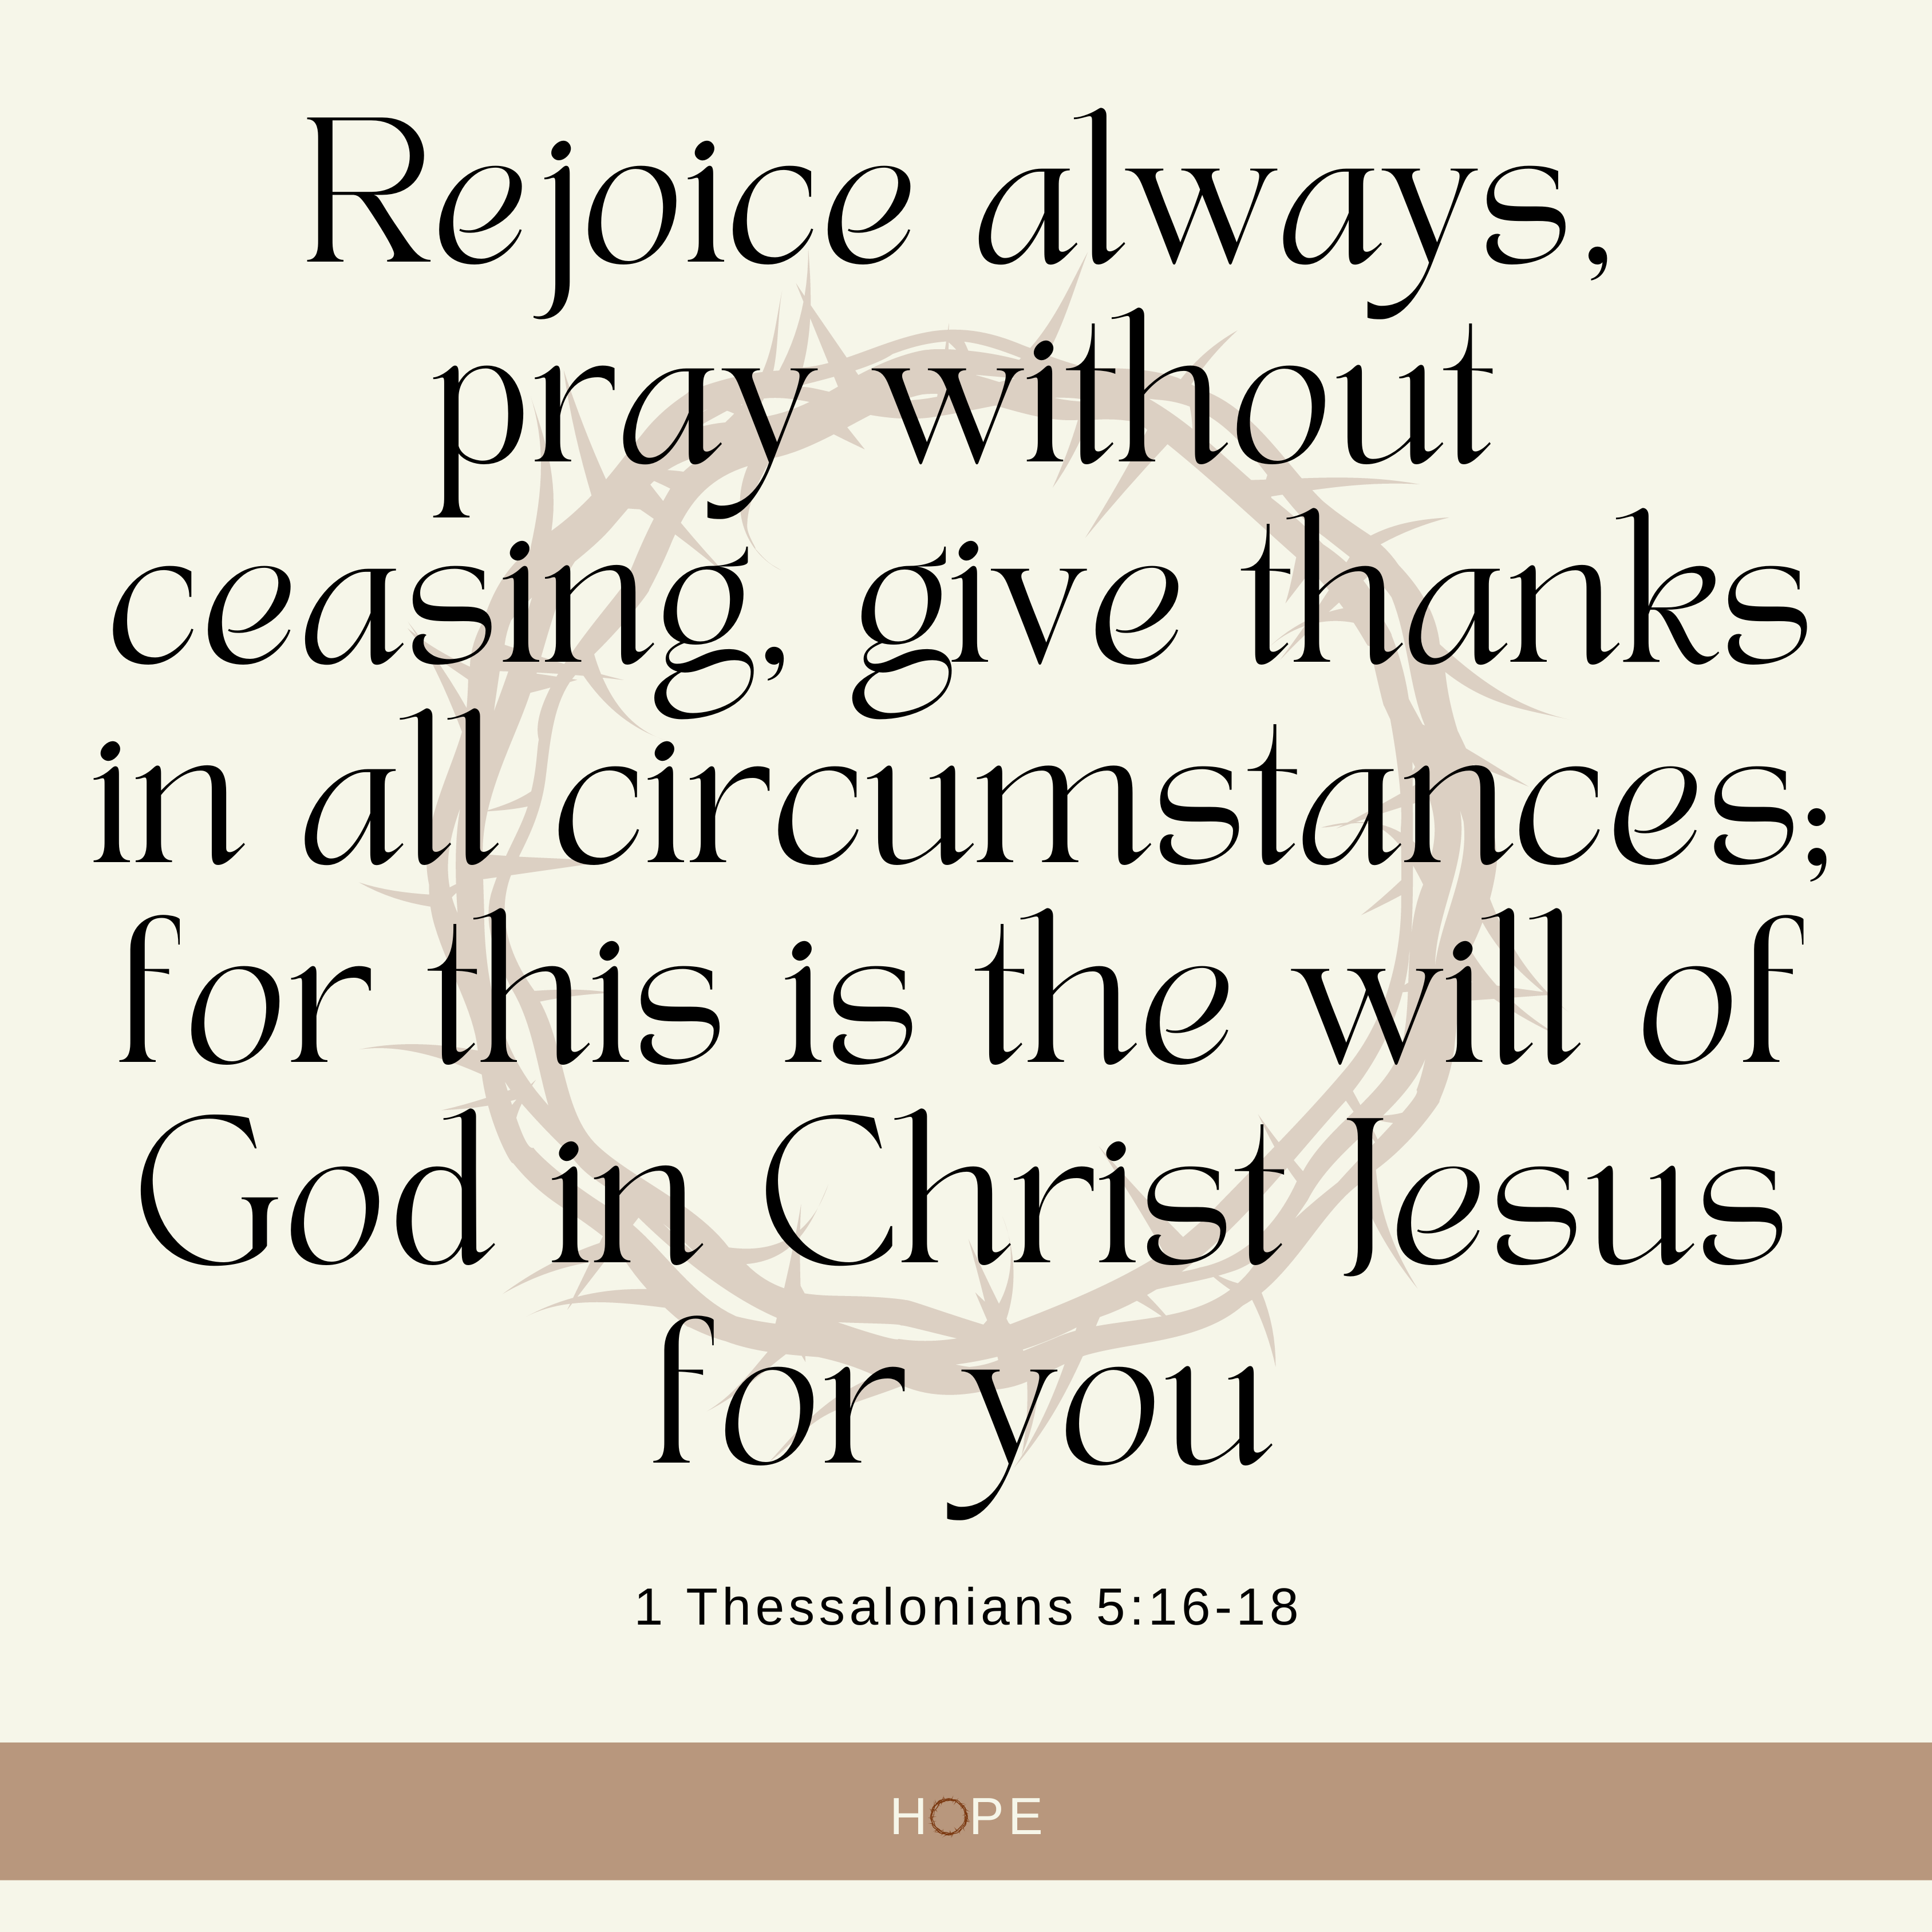 Rejoice always,
pray without
ceasing, give thanks
in all circumstances;
for this is the will of
God in Christ Jesus
for you
1 Thessalonians 5:16-18
HOPE